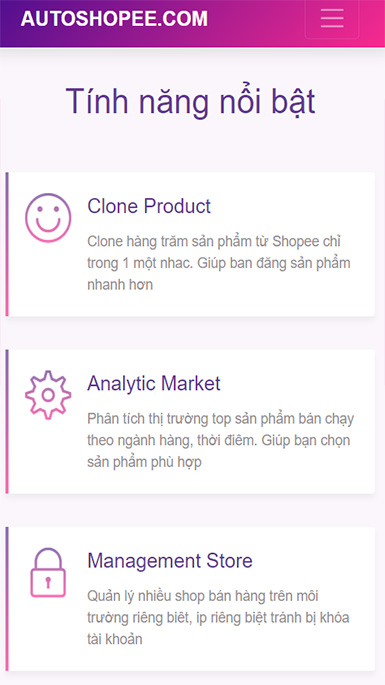 AUTOSHOPEE.COM
Tính năng nổi bật
Clone Product
Clone hàng trăm sản phẩm từ Shopee chỉ
trong 1 một nhac. Giúp ban đăng sản phẩm
nhanh hơn
Analytic Market
Phân tích thị trường top sản phẩm bán chạy
theo ngành hàng, thời điêm. Giúp bạn chọn
sản phẩm phù hợp
Management Store
Quản lý nhiều shop bán hàng trên môi
trường riêng biêt, ip riêng biệt tránh bị khóa
tài khoản